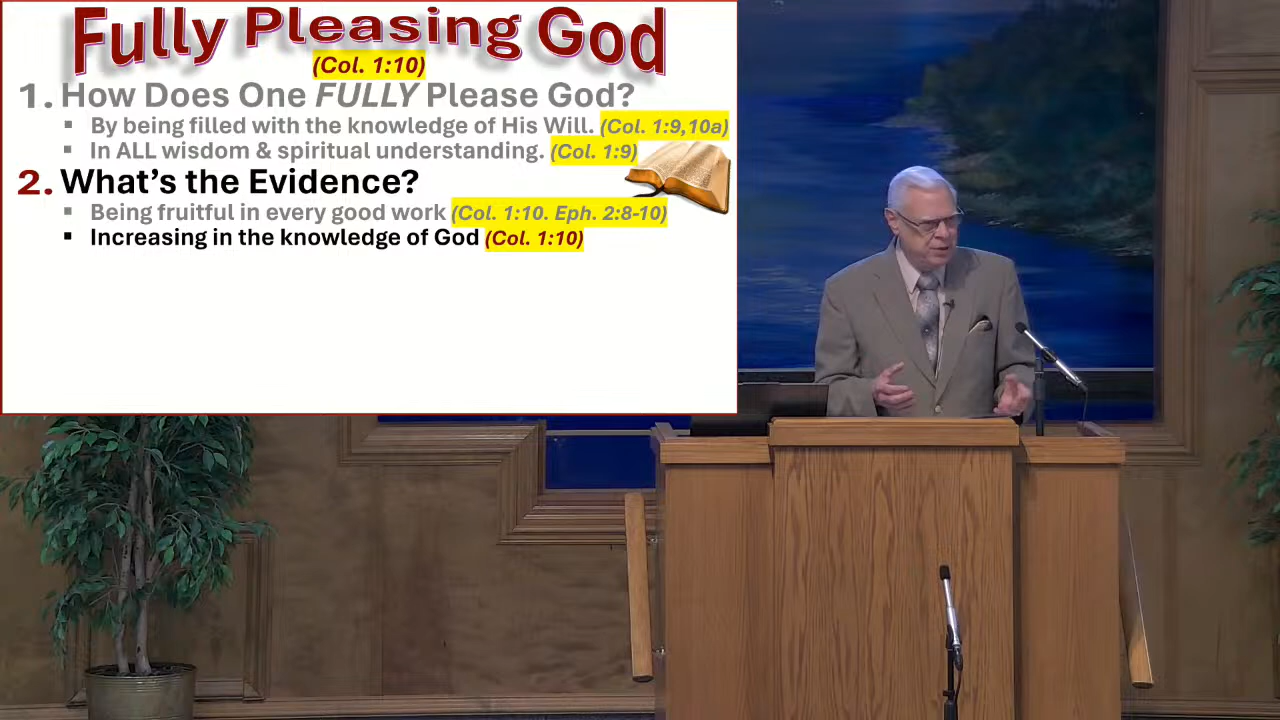 Fully Pleasing God
(Col. 1:10)
1. How Does One FULLY Please God?
▪ By being filled with the knowledge of His Will. (Col. 1:9,10a)
▪ In ALL wisdom & spiritual understanding. (Col. 1:9)
2. What's the Evidence?
▪ Being fruitful in every good work (Col. 1:10. Eph. 2:8-10)
▪ Increasing in the knowledge of God (Col. 1:10)